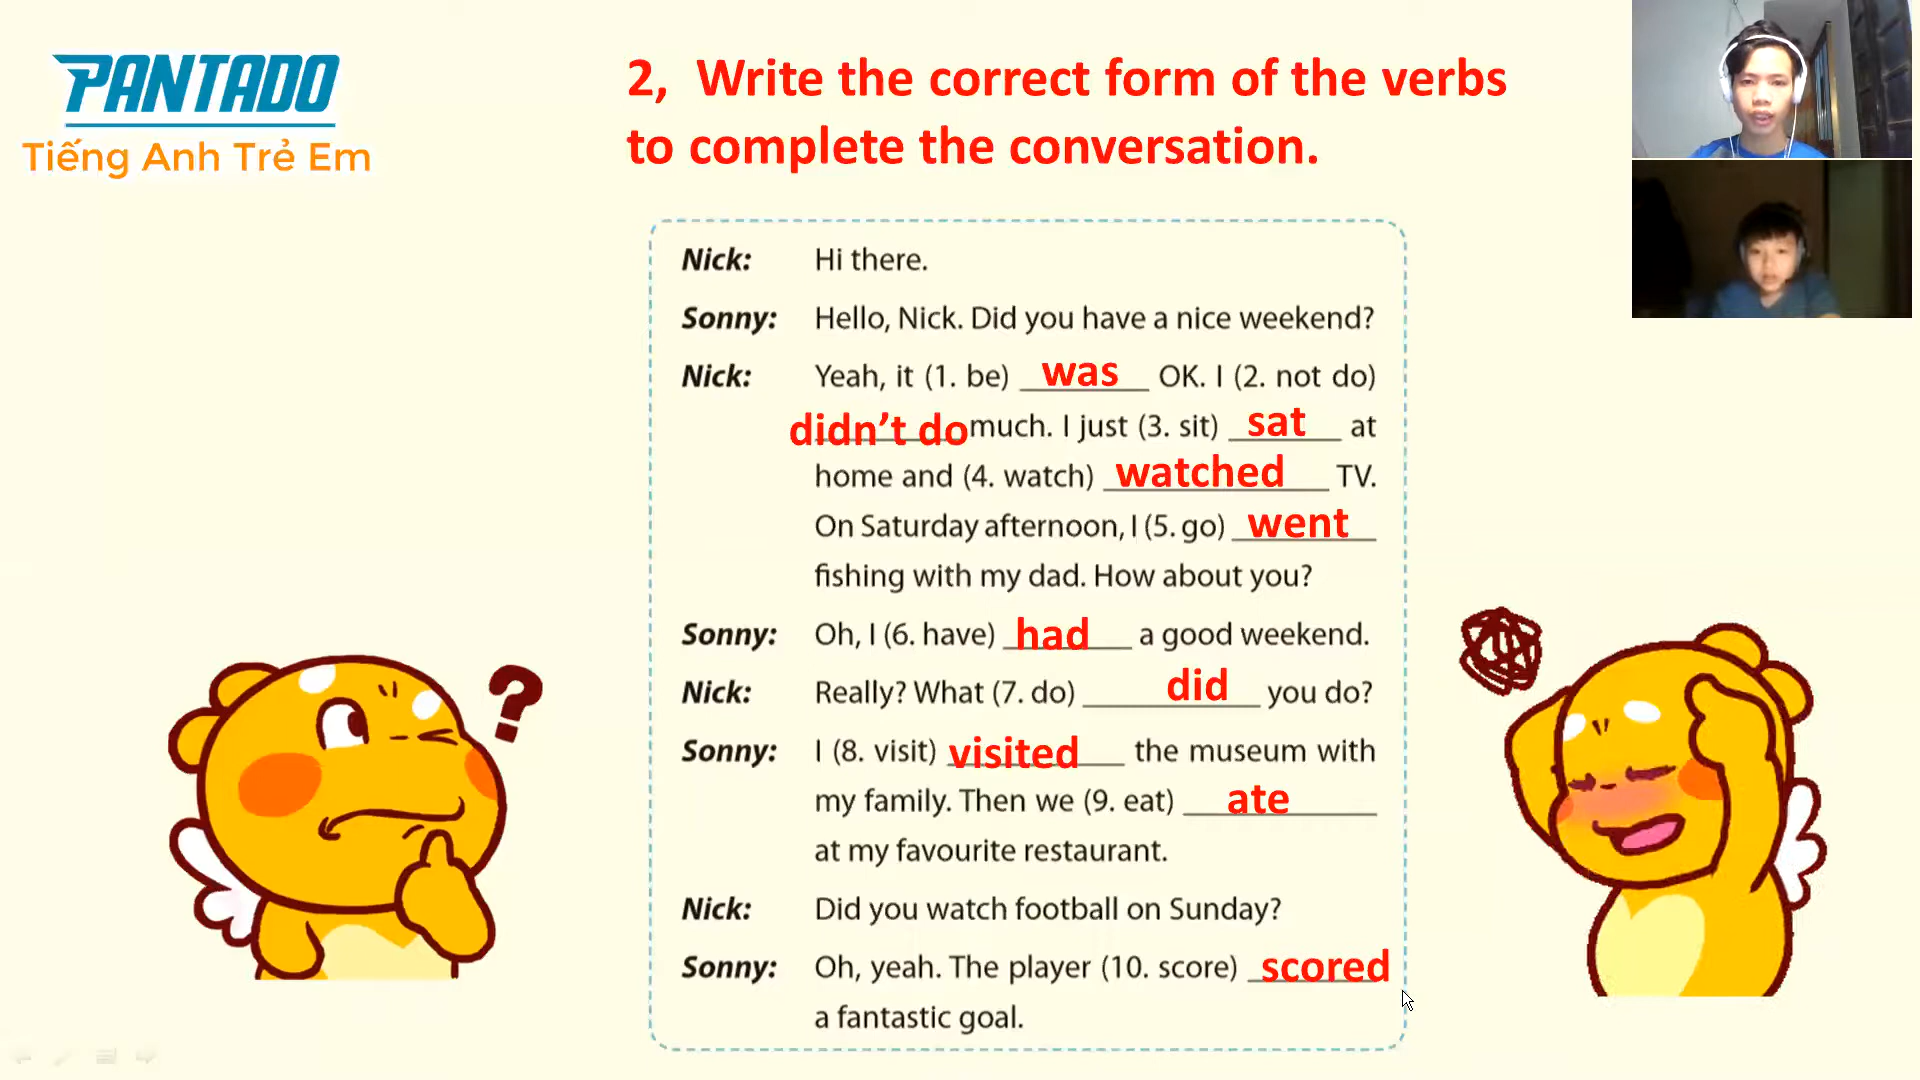 PANTADO
Tiếng Anh Trẻ Em
2, Write the correct form of the verbs
to complete the conversation.
Nick: Hi there.
Sonny: Hello, Nick. Did you have a nice weekend?
Nick: Yeah, it (1. be) was OK. I (2. not do)
didn't do much. I just (3. sit) sat at
home and (4. watch) watched TV.
On Saturday afternoon, I (5. go) went
fishing with my dad. How about you?
Sonny: Oh, I (6. have) had a good weekend.
Nick: Really? What (7. do) did you do?
Sonny: I (8. visit) visited the museum with
my family. Then we (9. eat) ate
at my favourite restaurant.
Nick: Did you watch football on Sunday?
Sonny: Oh, yeah. The player (10. score) scored
a fantastic goal.
?